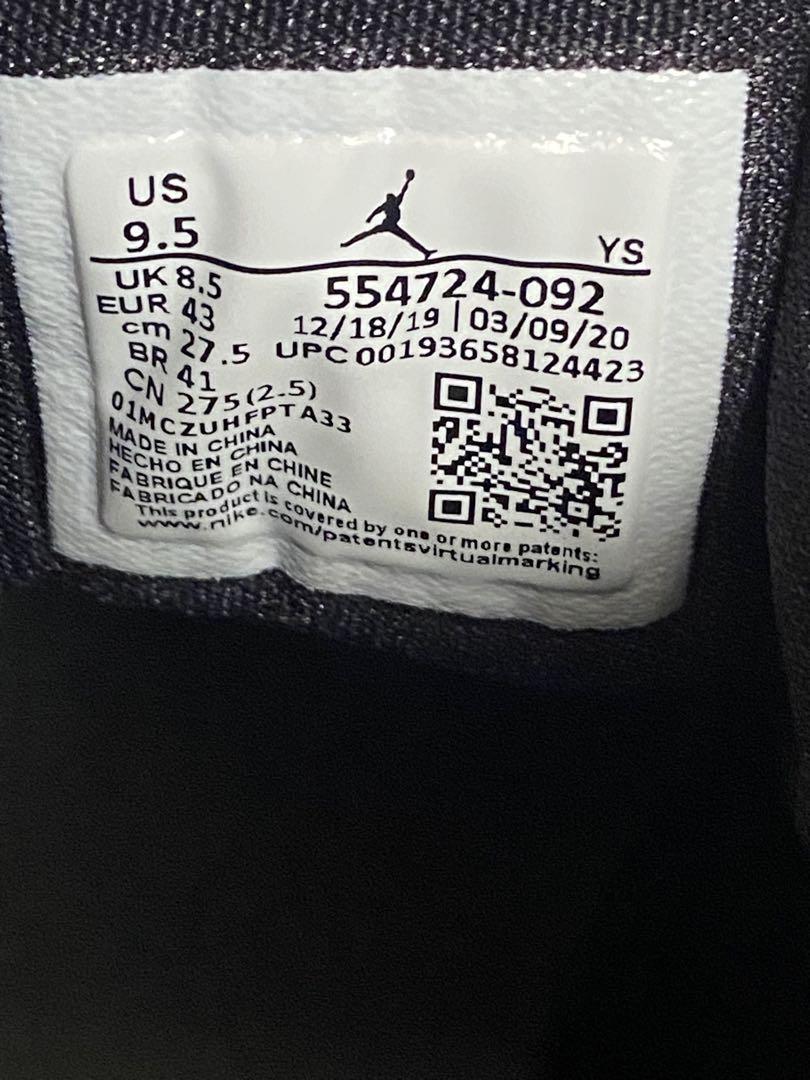 US
9.5
YS
UK 8.5
EUR 43
cm 27.5
BR 41
CN 275(2.5)
554724-092
12/18/19 | 03/09/20
UPC 00193658124423
01MCZUHFPTA33
MADE IN CHINA
HECHO EN CHINA
FABRIQUE EN CHINE
FABRICADO NA CHINA
This product is covered by one or more patents:
www.nike.com/patentsvirtualmarking